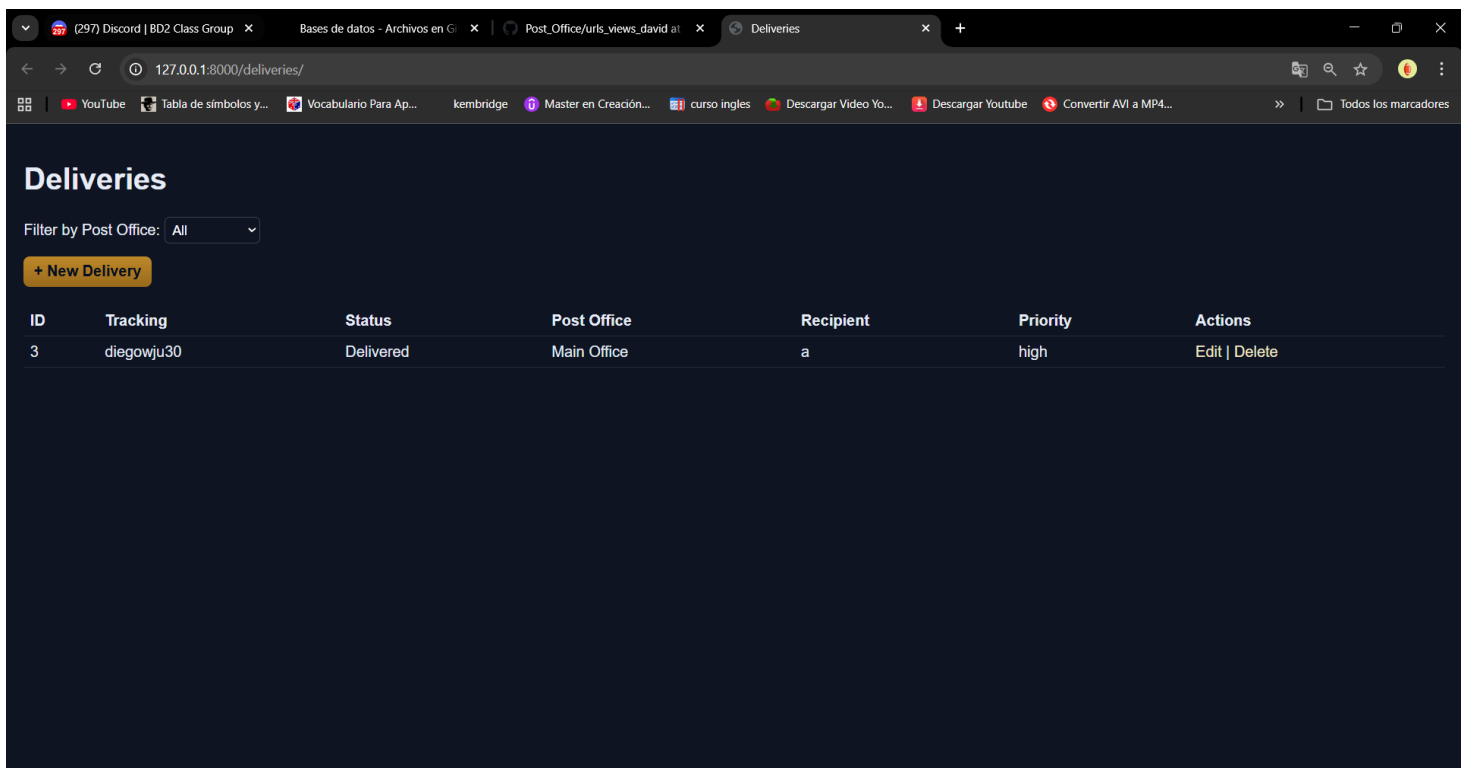 297 (297) Discord | BD2 Class Group Bases de datos - Archivos en Gi Post_Office/urls_views_david at Deliveries
127.0.0.1:8000/deliveries/
YouTube Tabla de símbolos y... Vocabulario Para Ap... kembridge Master en Creación... curso ingles Descargar Video Yo... Descargar Youtube Convertir AVI a MP4... » Todos los marcadores
Deliveries
Filter by Post Office: All
+ New Delivery
ID Tracking Status Post Office Recipient Priority Actions
3 diegowju30 Delivered Main Office a high Edit | Delete